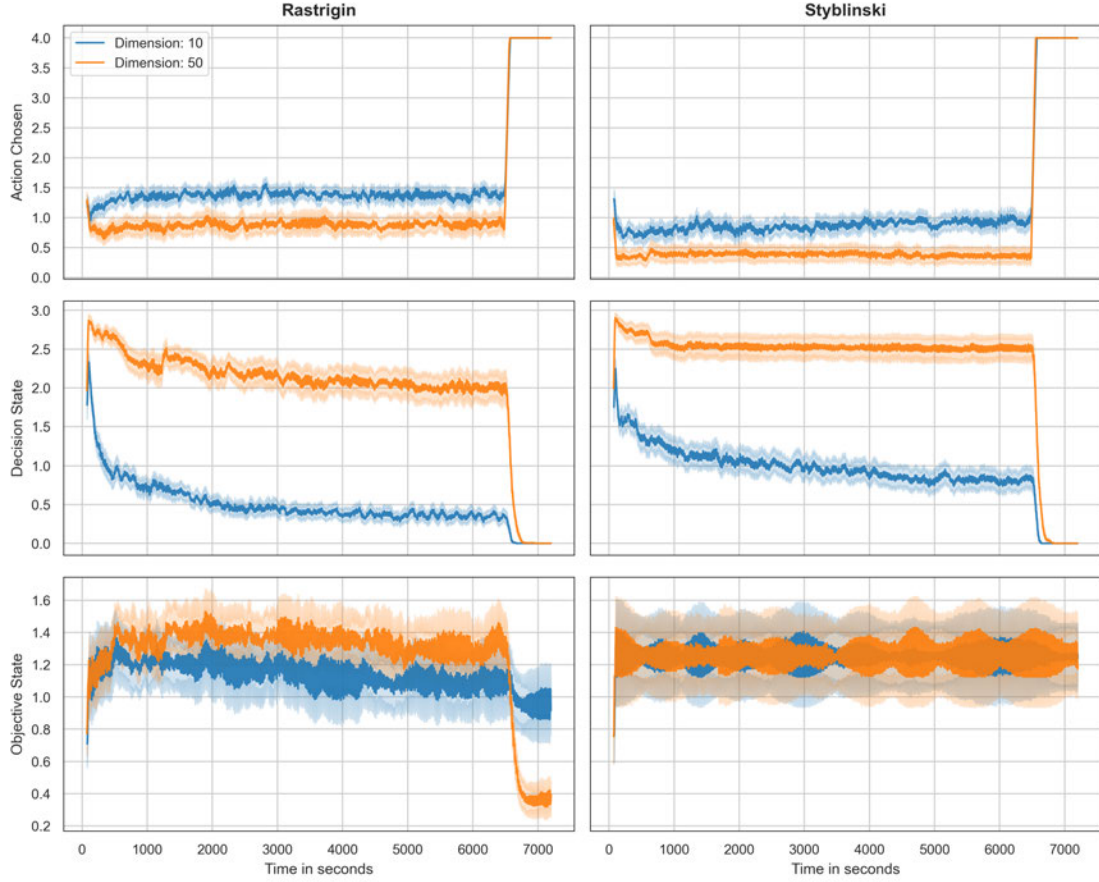 Rastrigin
Styblinski
Dimension: 10
Dimension: 50
Action Chosen
4.0
3.5
3.0
2.5
2.0
1.5
1.0
0.5
0.0
Decision State
3.0
2.5
2.0
1.5
1.0
0.5
0.0
Objective State
1.6
1.4
1.2
1.0
0.8
0.6
0.4
0.2
0 1000 2000 3000 4000 5000 6000 7000
0 1000 2000 3000 4000 5000 6000 7000
Time in seconds
Time in seconds